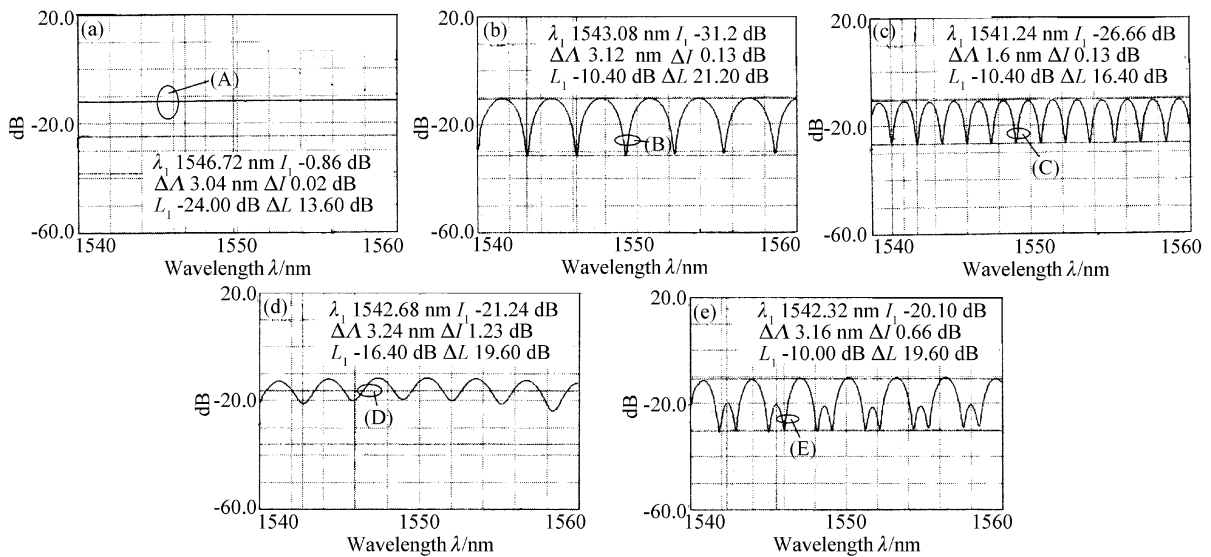 (a)
20.0
(A)
dB
-20.0
λ1 1546.72 nm I1 -0.86 dB
ΔΛ 3.04 nm ΔI 0.02 dB
L1 -24.00 dB ΔL 13.60 dB
-60.0
1540
1550
1560
Wavelength λ/nm
(b)
20.0
λ1 1543.08 nm I1 -31.2 dB
ΔΛ 3.12 nm ΔI 0.13 dB
L1 -10.40 dB ΔL 21.20 dB
dB
-20.0
(B)
-60.0
1540
1550
1560
Wavelength λ/nm
(c)
20.0
λ1 1541.24 nm I1 -26.66 dB
ΔΛ 1.6 nm ΔI 0.13 dB
L1 -10.40 dB ΔL 16.40 dB
dB
-20.0
(C)
-60.0
1540
1550
1560
Wavelength λ/nm
(d)
20.0
λ1 1542.68 nm I1 -21.24 dB
ΔΛ 3.24 nm ΔI 1.23 dB
L1 -16.40 dB ΔL 19.60 dB
dB
-20.0
(D)
-60.0
1540
1550
1560
Wavelength λ/nm
(e)
20.0
λ1 1542.32 nm I1 -20.10 dB
ΔΛ 3.16 nm ΔI 0.66 dB
L1 -10.00 dB ΔL 19.60 dB
dB
-20.0
(E)
-60.0
1540
1550
1560
Wavelength λ/nm